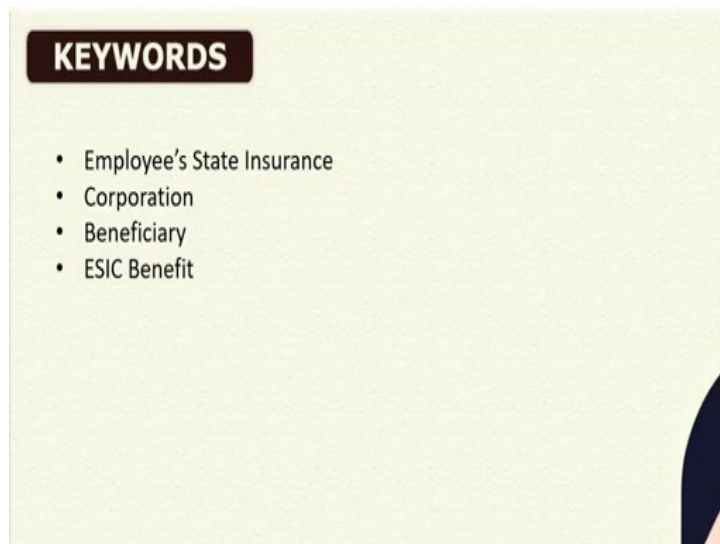 KEYWORDS
• Employee’s State Insurance
• Corporation
• Beneficiary
• ESIC Benefit